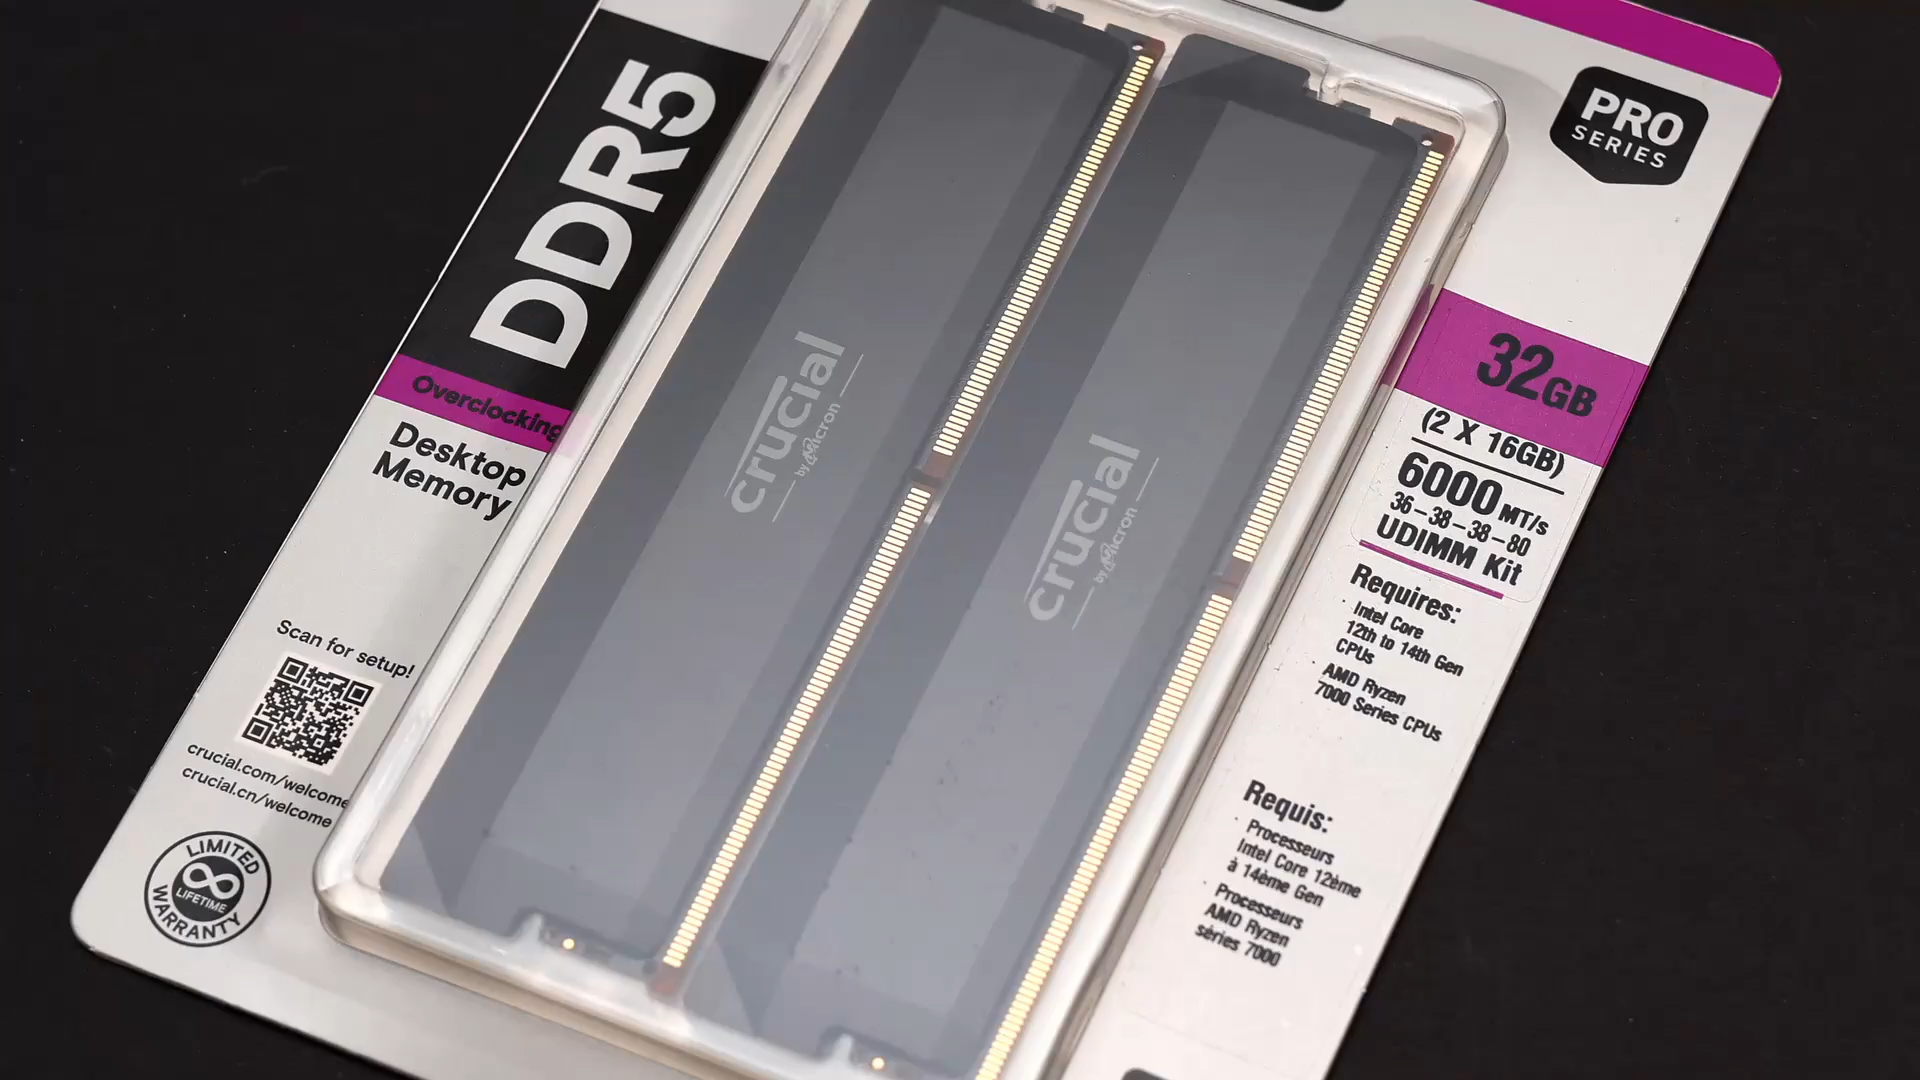 DDR5
Overclocking
Desktop
Memory
Scan for setup!
crucial.com/welcome
crucial.cn/welcome
LIMITED
LIFETIME
WARRANTY
crucial
by Micron
crucial
by Micron
PRO
SERIES
32GB
(2 X 16GB)
6000MT/s
36-38-38-80
UDIMM Kit
Requires:
· Intel Core
12th to 14th Gen
CPUs
· AMD Ryzen
7000 Series CPUs
Requis:
· Processeurs
Intel Core 12ème
à 14ème Gen
· Processeurs
AMD Ryzen
séries 7000